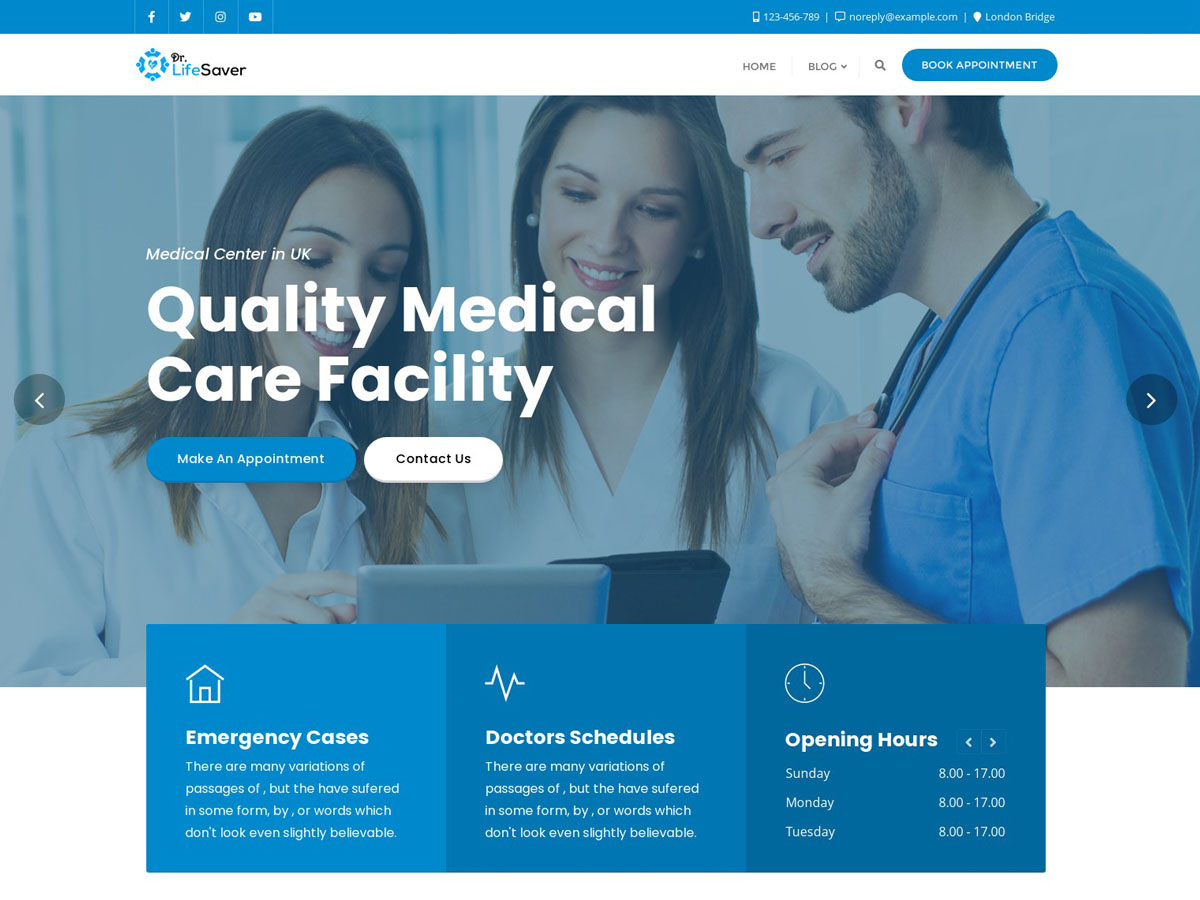 123-456-789 | noreply@example.com | London Bridge
Dr.
LifeSaver
HOME
BLOG
BOOK APPOINTMENT
Medical Center in UK
Quality Medical
Care Facility
Make An Appointment
Contact Us
Emergency Cases
There are many variations of
passages of , but the have sufered
in some form, by , or words which
don't look even slightly believable.
Doctors Schedules
There are many variations of
passages of , but the have sufered
in some form, by , or words which
don't look even slightly believable.
Opening Hours
Sunday 8.00 - 17.00
Monday 8.00 - 17.00
Tuesday 8.00 - 17.00